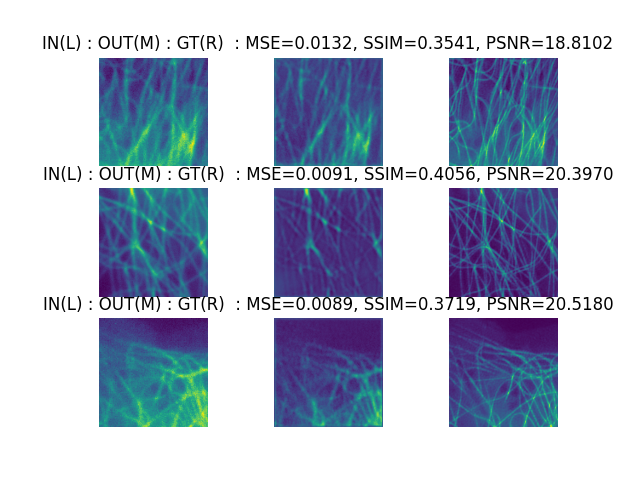 IN(L) : OUT(M) : GT(R)  : MSE=0.0132, SSIM=0.3541, PSNR=18.8102
IN(L) : OUT(M) : GT(R)  : MSE=0.0091, SSIM=0.4056, PSNR=20.3970
IN(L) : OUT(M) : GT(R)  : MSE=0.0089, SSIM=0.3719, PSNR=20.5180